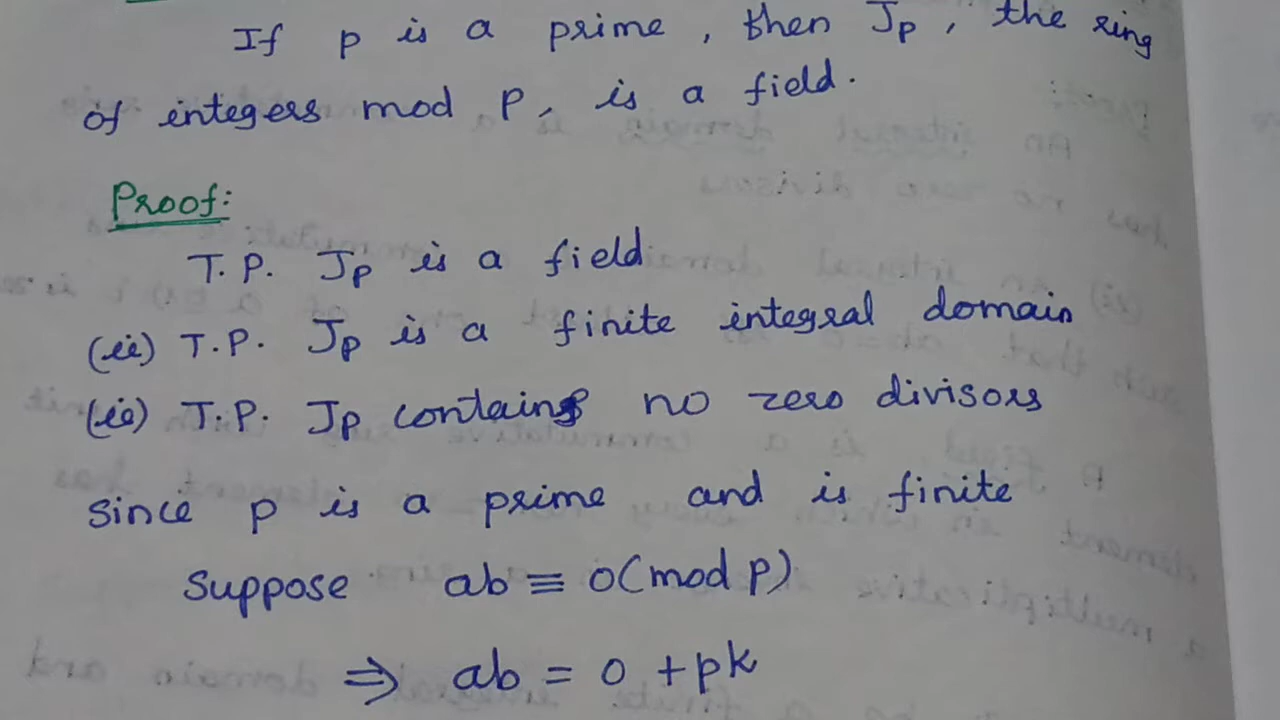 If p is a prime, then Jp, the ring
of integers mod p, is a field.
Proof:
T.P. Jp is a field
(ie) T.P. Jp is a finite integral domain
(ie) T.P. Jp contains no zero divisors
since p is a prime and is finite
Suppose ab ≡ 0(mod p)
⇒ ab = 0 + pk